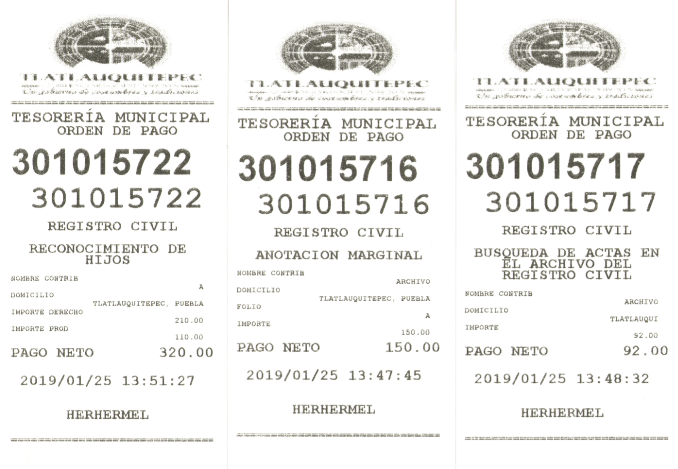 TLATLAUQUITEPEC
Un gobierno de costumbres y tradiciones
TESORERÍA MUNICIPAL
ORDEN DE PAGO
301015722
301015722
REGISTRO CIVIL
RECONOCIMIENTO DE
HIJOS
NOMBRE CONTRIB
A
DOMICILIO
TLATLAUQUITEPEC, PUEBLA
IMPORTE DERECHO
210.00
IMPORTE PROD
110.00
PAGO NETO 320.00
2019/01/25 13:51:27
HERHERMEL
TLATLAUQUITEPEC
Un gobierno de costumbres y tradiciones
TESORERÍA MUNICIPAL
ORDEN DE PAGO
301015716
301015716
REGISTRO CIVIL
ANOTACION MARGINAL
NOMBRE CONTRIB
ARCHIVO
DOMICILIO
TLATLAUQUITEPEC, PUEBLA
FOLIO
A
IMPORTE
150.00
PAGO NETO 150.00
2019/01/25 13:47:45
HERHERMEL
TLATLAUQUITEPEC
Un gobierno de costumbres y tradiciones
TESORERÍA MUNICIPAL
ORDEN DE PAGO
301015717
301015717
REGISTRO CIVIL
BUSQUEDA DE ACTAS EN
EL ARCHIVO DEL
REGISTRO CIVIL
NOMBRE CONTRIB
ARCHIVO
DOMICILIO
TLATLAUQUI
IMPORTE
92.00
PAGO NETO 92.00
2019/01/25 13:48:32
HERHERMEL